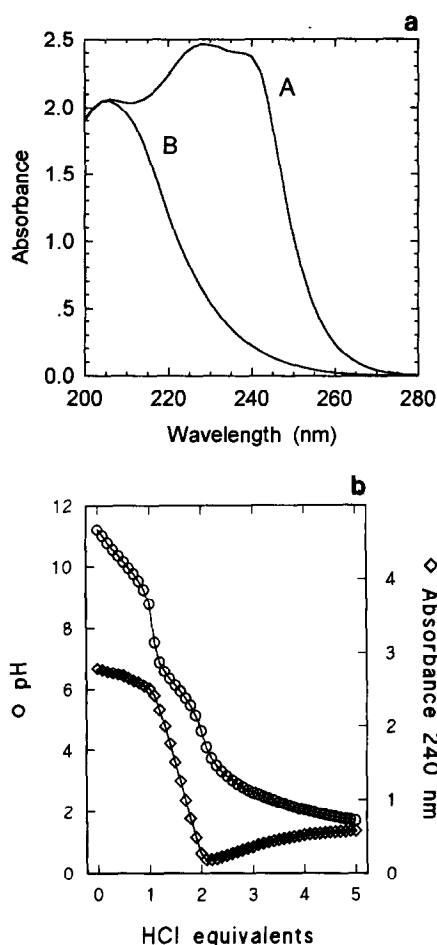 a
2.5
2.0
1.5
1.0
.5
0.0
Absorbance
A
B
200 220 240 260 280
Wavelength (nm)
b
12
10
8
6
4
2
0
○ pH
4
3
2
1
0
◇ Absorbance 240 nm
0 1 2 3 4 5
HCl equivalents